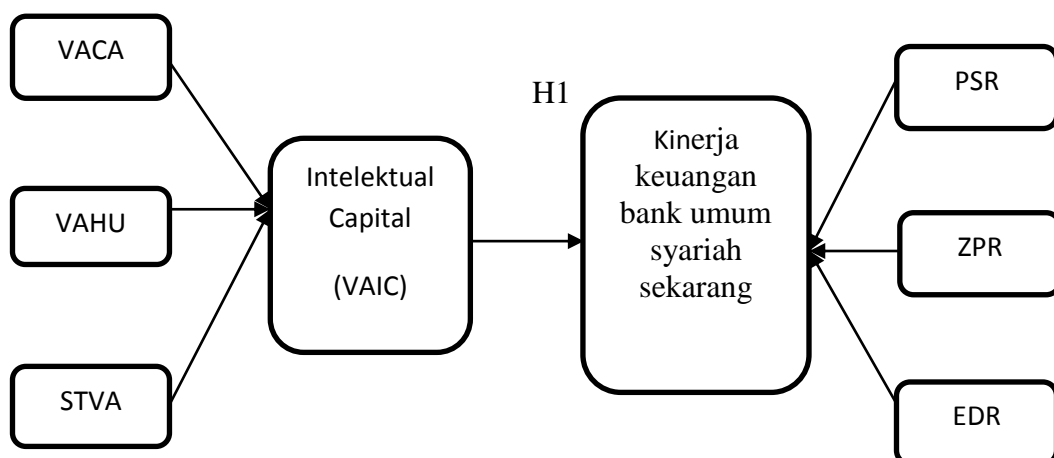 VACA
VAHU
STVA
Intelektual
Capital
(VAIC)
H1
Kinerja
keuangan
bank umum
syariah
sekarang
PSR
ZPR
EDR